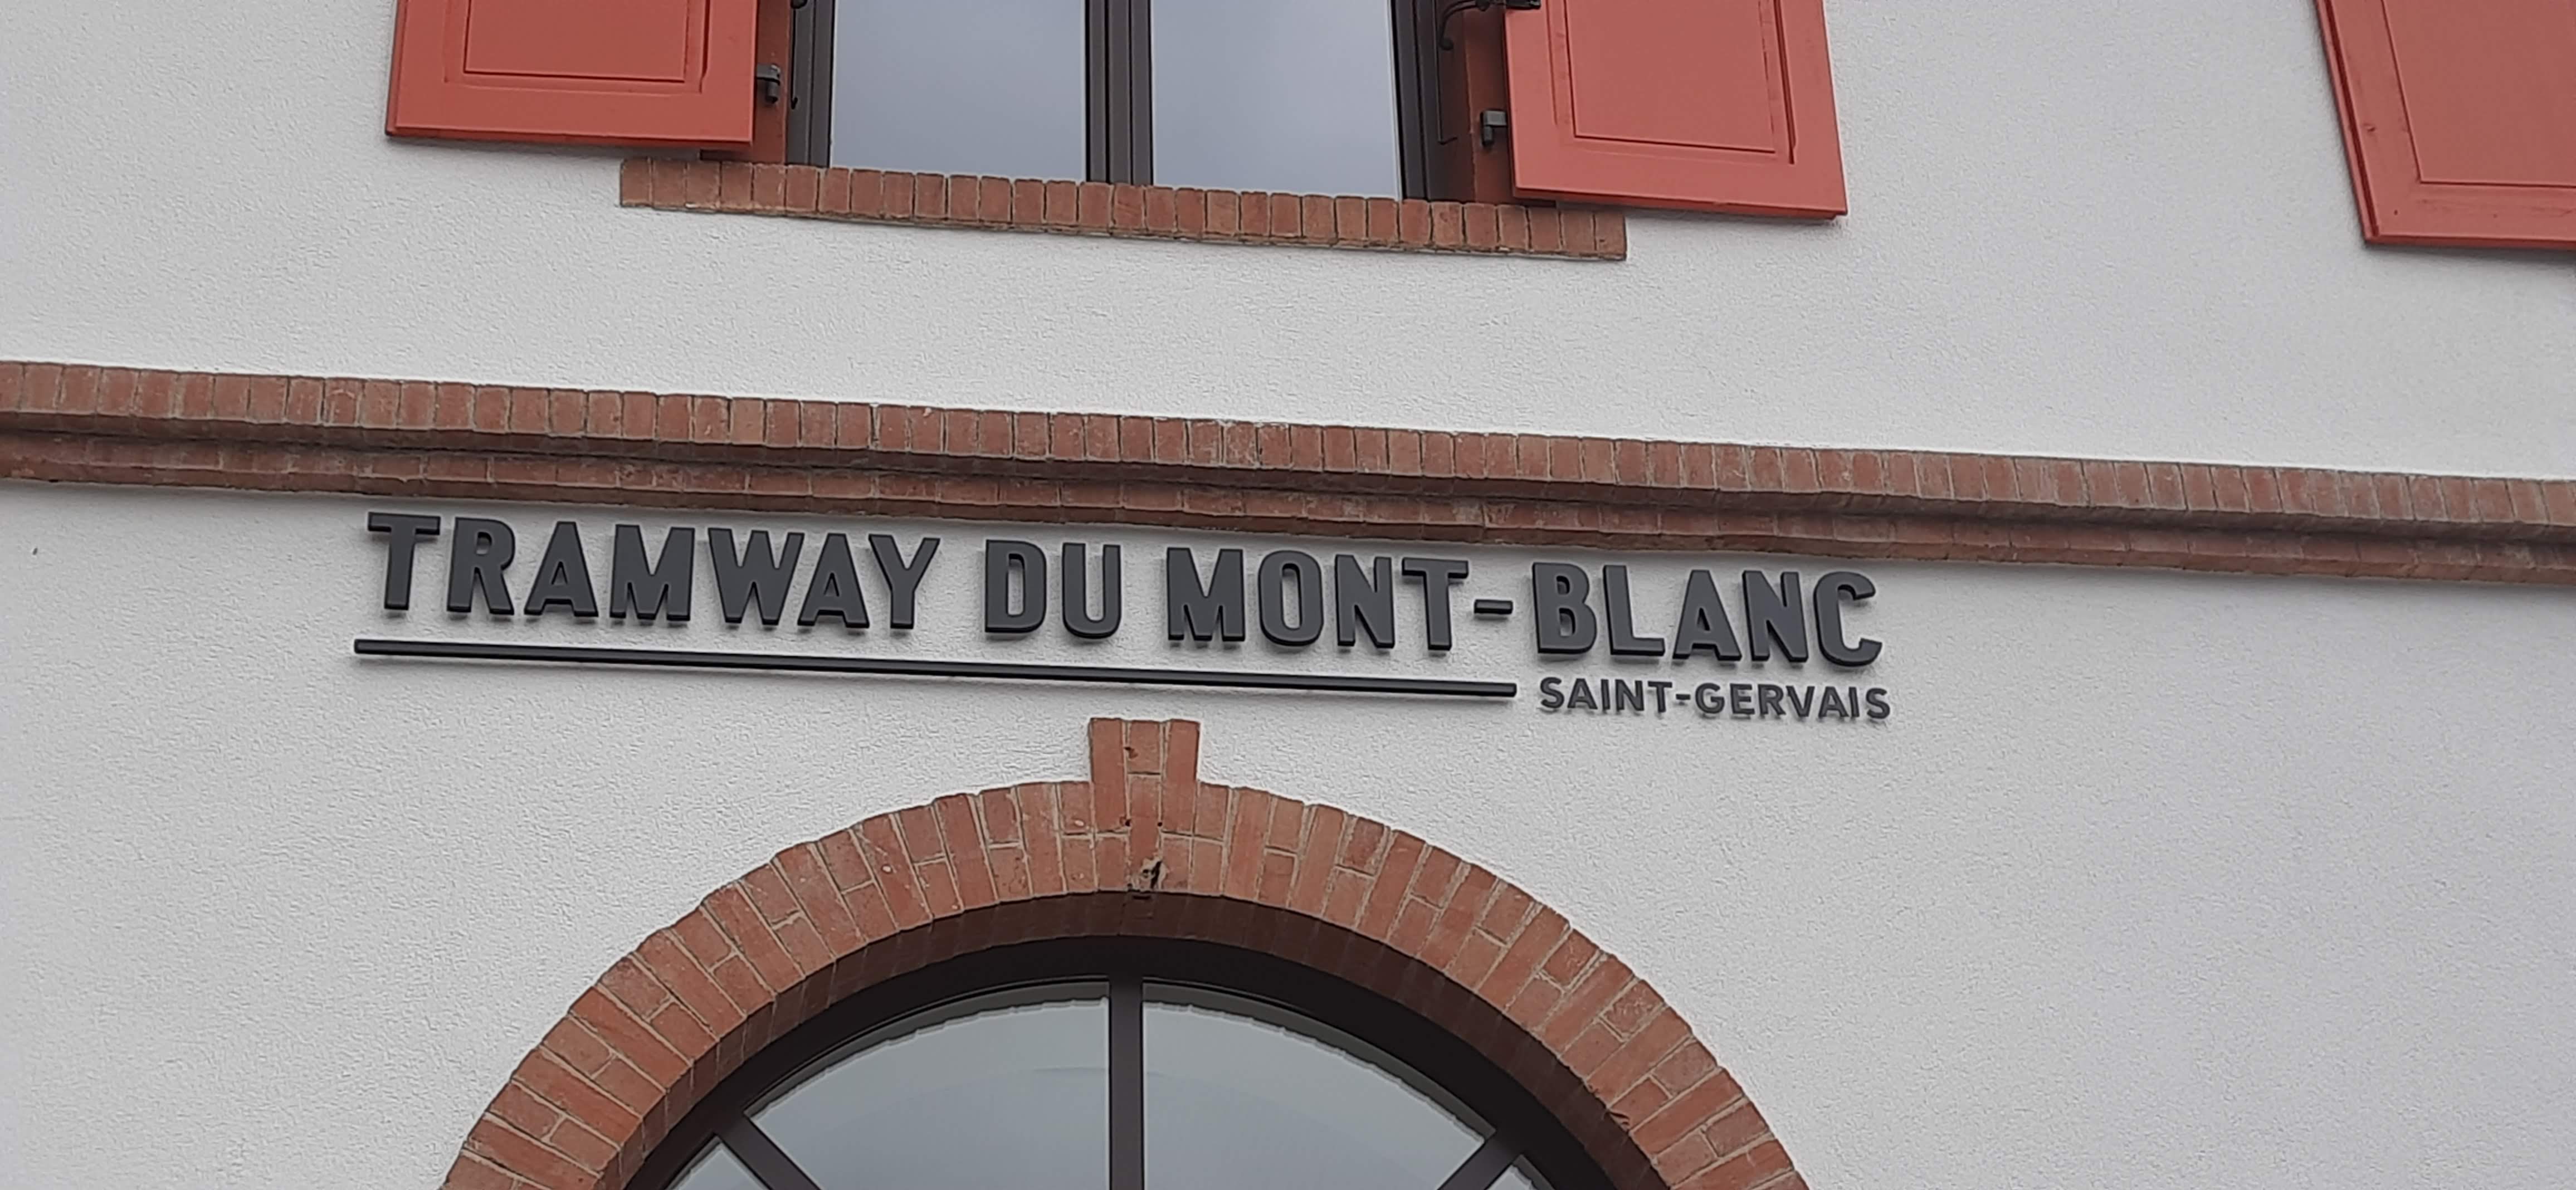 TRAMWAY DU MONT-BLANC
SAINT-GERVAIS